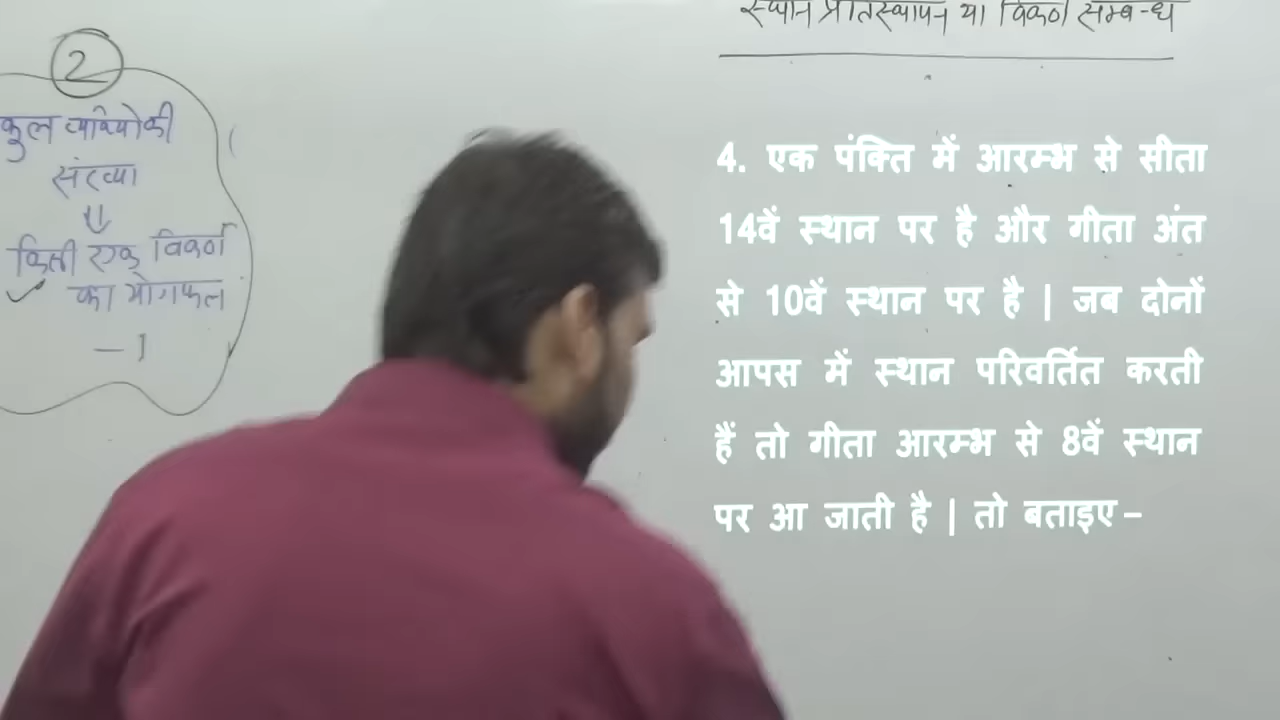 स्थान प्रतिस्थापन या विकर्ण सम्बन्ध
2
कुल व्यक्तियों की
संख्या
⇓
किसी एक विकर्ण
✓ का योगफल
– 1
4. एक पंक्ति में आरम्भ से सीता
14वें स्थान पर है और गीता अंत
से 10वें स्थान पर है | जब दोनों
आपस में स्थान परिवर्तित करती
हैं तो गीता आरम्भ से 8वें स्थान
पर आ जाती है | तो बताइए –